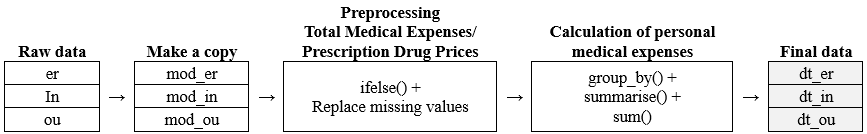 Raw data
er
In
ou
→
Make a copy
mod_er
mod_in
mod_ou
→
Preprocessing
Total Medical Expenses/
Prescription Drug Prices
ifelse() +
Replace missing values
→
Calculation of personal
medical expenses
group_by() +
summarise() +
sum()
→
Final data
dt_er
dt_in
dt_ou